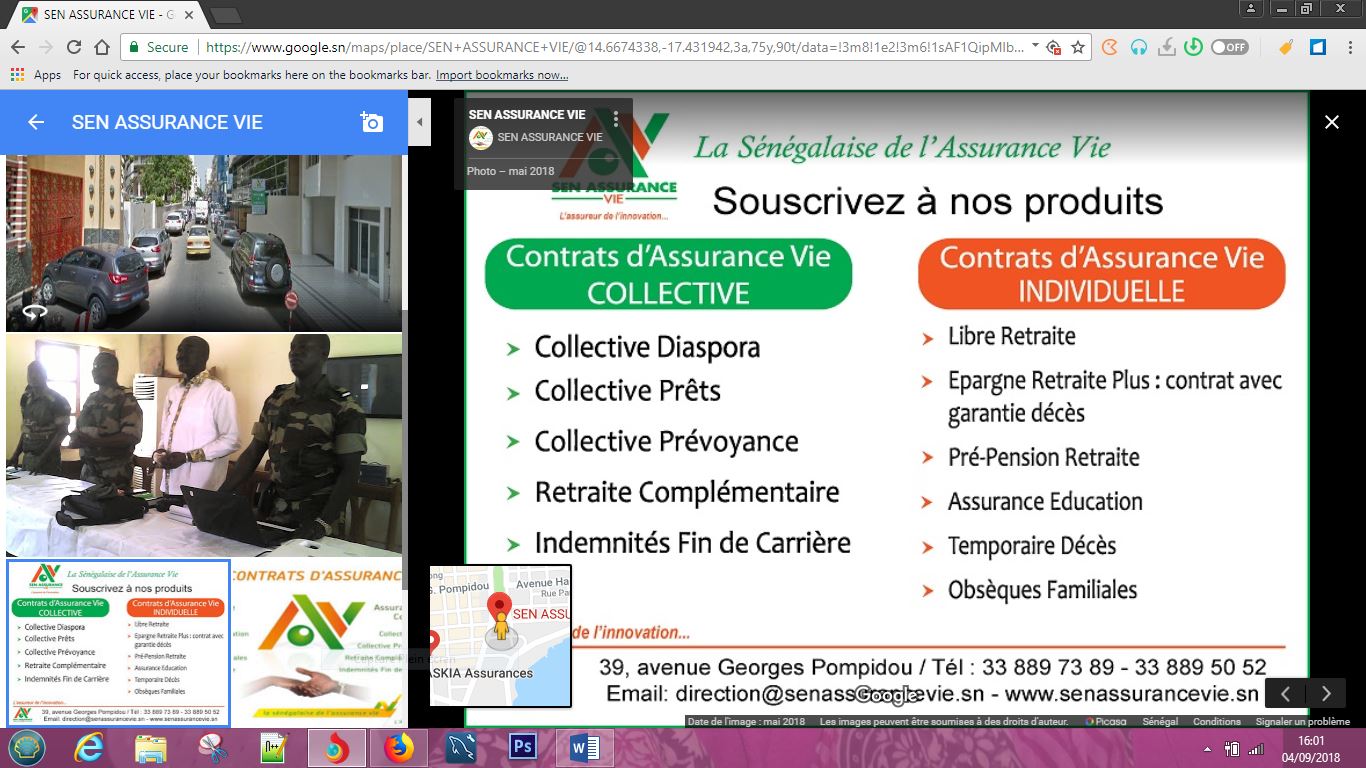 SEN ASSURANCE VIE - G
Secure
https://www.google.sn/maps/place/SEN+ASSURANCE+VIE/@14.6674338,-17.431942,3a,75y,90t/data=!3m8!1e2!3m6!1sAF1QipMIb...
OFF
Apps
For quick access, place your bookmarks here on the bookmarks bar. Import bookmarks now...
SEN ASSURANCE VIE
SEN ASSURANCE VIE
SEN ASSURANCE VIE
Photo – mai 2018
SEN ASSURANCE
VIE
L'assureur de l'innovation...
La Sénégalaise de l'Assurance Vie
Souscrivez à nos produits
Contrats d'Assurance Vie
COLLECTIVE
Collective Diaspora
Collective Prêts
Collective Prévoyance
Retraite Complémentaire
Indemnités Fin de Carrière
Contrats d'Assurance Vie
INDIVIDUELLE
Libre Retraite
Epargne Retraite Plus : contrat avec
garantie décès
Pré-Pension Retraite
Assurance Education
Temporaire Décès
Obsèques Familiales
de l'innovation...
39, avenue Georges Pompidou / Tél : 33 889 73 89 - 33 889 50 52
Email: direction@senassurancevie.sn - www.senassurancevie.sn
Google
G. Pompidou
Avenue Ha
Rue Pa
SEN ASSU
ASKIA Assurances
La Sénégalaise de l'Assurance Vie
SEN ASSURANCE
VIE
Souscrivez à nos produits
Contrats d'Assurance Vie
COLLECTIVE
Collective Diaspora
Collective Prêts
Collective Prévoyance
Retraite Complémentaire
Indemnités Fin de Carrière
Contrats d'Assurance Vie
INDIVIDUELLE
Libre Retraite
Epargne Retraite Plus : contrat avec
garantie décès
Pré-Pension Retraite
Assurance Education
Temporaire Décès
Obsèques Familiales
L'assureur de l'innovation...
39, avenue Georges Pompidou / Tél : 33 889 73 89 - 33 889 50 52
Email: direction@senassurancevie.sn - www.senassurancevie.sn
CONTRATS D'ASSURANC
la sénégalaise de l'assurance vie
Date de l'image : mai 2018
Les images peuvent être soumises à des droits d'auteur.
Picasa
Sénégal
Conditions
Signaler un problème
Ps
16:01
04/09/2018